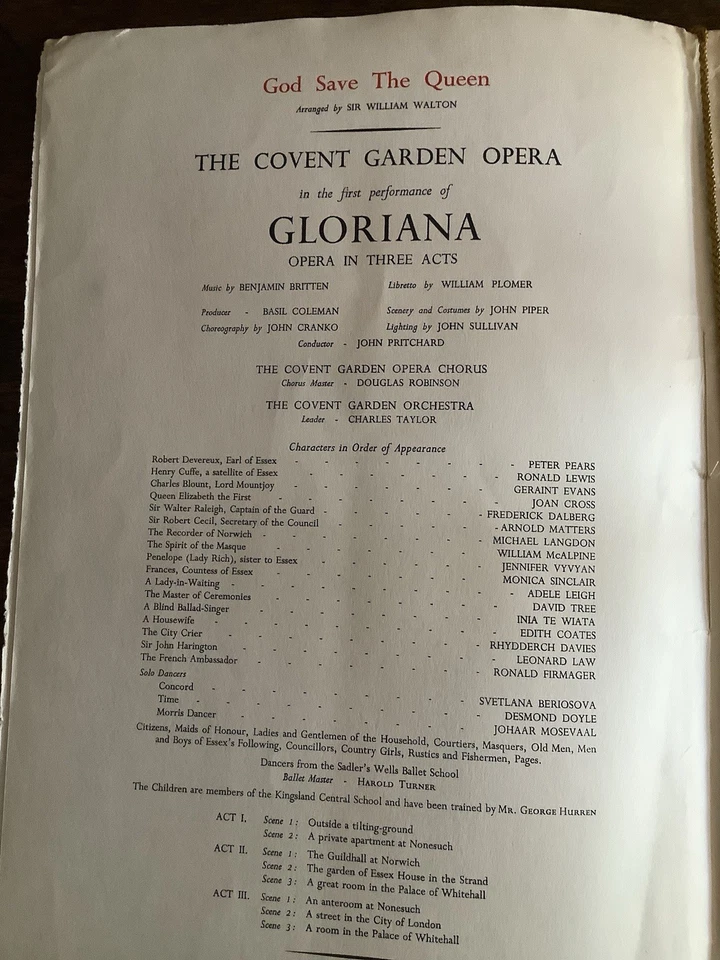 God Save The Queen
Arranged by SIR WILLIAM WALTON
THE COVENT GARDEN OPERA
in the first performance of
GLORIANA
OPERA IN THREE ACTS
Music by BENJAMIN BRITTEN Libretto by WILLIAM PLOMER
Producer - BASIL COLEMAN Scenery and Costumes by JOHN PIPER
Choreography by JOHN CRANKO Lighting by JOHN SULLIVAN
Conductor - JOHN PRITCHARD
THE COVENT GARDEN OPERA CHORUS
Chorus Master - DOUGLAS ROBINSON
THE COVENT GARDEN ORCHESTRA
Leader - CHARLES TAYLOR
Characters in Order of Appearance
Robert Devereux, Earl of Essex - - - - - - - PETER PEARS
Henry Cuffe, a satellite of Essex - - - - - - - RONALD LEWIS
Charles Blount, Lord Mountjoy - - - - - - - GERAINT EVANS
Queen Elizabeth the First - - - - - - - JOAN CROSS
Sir Walter Raleigh, Captain of the Guard - - - - - - FREDERICK DALBERG
Sir Robert Cecil, Secretary of the Council - - - - - - ARNOLD MATTERS
The Recorder of Norwich - - - - - - - MICHAEL LANGDON
The Spirit of the Masque - - - - - - - WILLIAM McALPINE
Penelope (Lady Rich), sister to Essex - - - - - - JENNIFER VYVYAN
Frances, Countess of Essex - - - - - - - MONICA SINCLAIR
A Lady-in-Waiting - - - - - - - - ADELE LEIGH
The Master of Ceremonies - - - - - - - DAVID TREE
A Blind Ballad-Singer - - - - - - - INIA TE WIATA
A Housewife - - - - - - - - EDITH COATES
The City Crier - - - - - - - RHYDDERCH DAVIES
Sir John Harington - - - - - - - LEONARD LAW
The French Ambassador - - - - - - - RONALD FIRMAGER
Solo Dancers
Concord - - - - - - - SVETLANA BERIOSOVA
Time - - - - - - - - DESMOND DOYLE
Morris Dancer - - - - - - - JOHAAR MOSEVAAL
Citizens, Maids of Honour, Ladies and Gentlemen of the Household, Courtiers, Masquers, Old Men, Men
and Boys of Essex's Following, Councillors, Country Girls, Rustics and Fishermen, Pages.
Dancers from the Sadler's Wells Ballet School
Ballet Master - HAROLD TURNER
The Children are members of the Kingsland Central School and have been trained by MR. GEORGE HURREN
ACT I. Scene 1: Outside a tilting-ground
Scene 2: A private apartment at Nonesuch
ACT II. Scene 1: The Guildhall at Norwich
Scene 2: The garden of Essex House in the Strand
Scene 3: A great room in the Palace of Whitehall
ACT III. Scene 1: An anteroom at Nonesuch
Scene 2: A street in the City of London
Scene 3: A room in the Palace of Whitehall